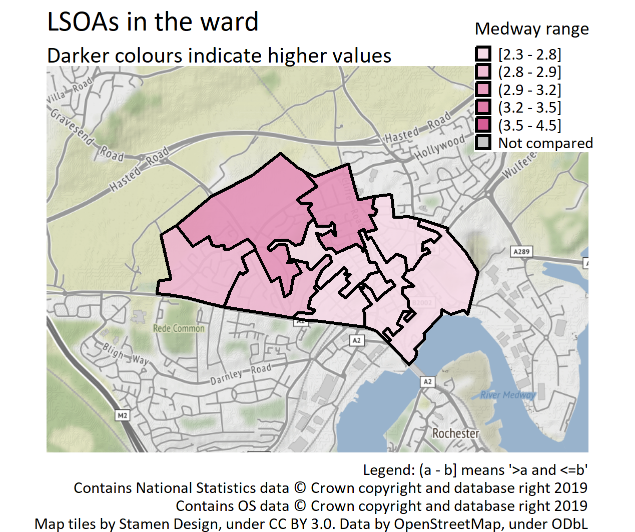 LSOAs in the ward
Darker colours indicate higher values
Medway range
[2.3 - 2.8]
(2.8 - 2.9]
(2.9 - 3.2]
(3.2 - 3.5]
(3.5 - 4.5]
Not compared
Villa Road
Gravesend Road
Hasted Road
Hasted Road
Hollywood
Wulfere
A289
Rede Common
A2
Bligh Way
Darnley Road
A2
M2
River Medway
Rochester
Legend: (a - b] means '>a and <=b'
Contains National Statistics data © Crown copyright and database right 2019
Contains OS data © Crown copyright and database right 2019
Map tiles by Stamen Design, under CC BY 3.0. Data by OpenStreetMap, under ODbL